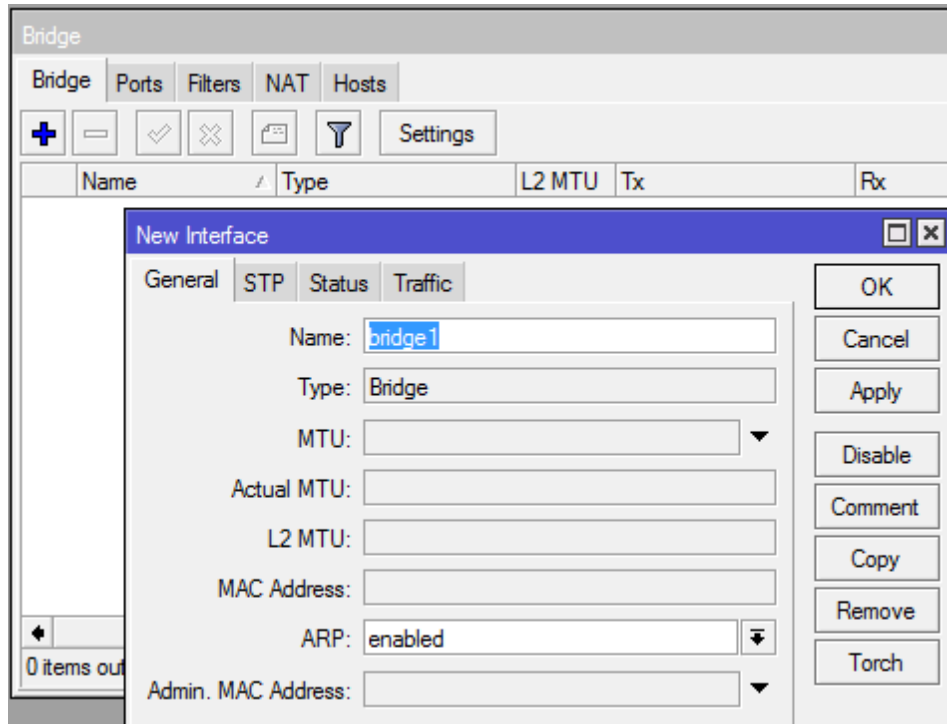 Bridge
Bridge Ports Filters NAT Hosts
Settings
Name Type L2 MTU Tx Rx
New Interface
General STP Status Traffic
OK
Name: bridge1
Cancel
Type: Bridge
Apply
MTU:
Disable
Actual MTU:
Comment
L2 MTU:
Copy
MAC Address:
Remove
ARP: enabled
0 items out
Torch
Admin. MAC Address: